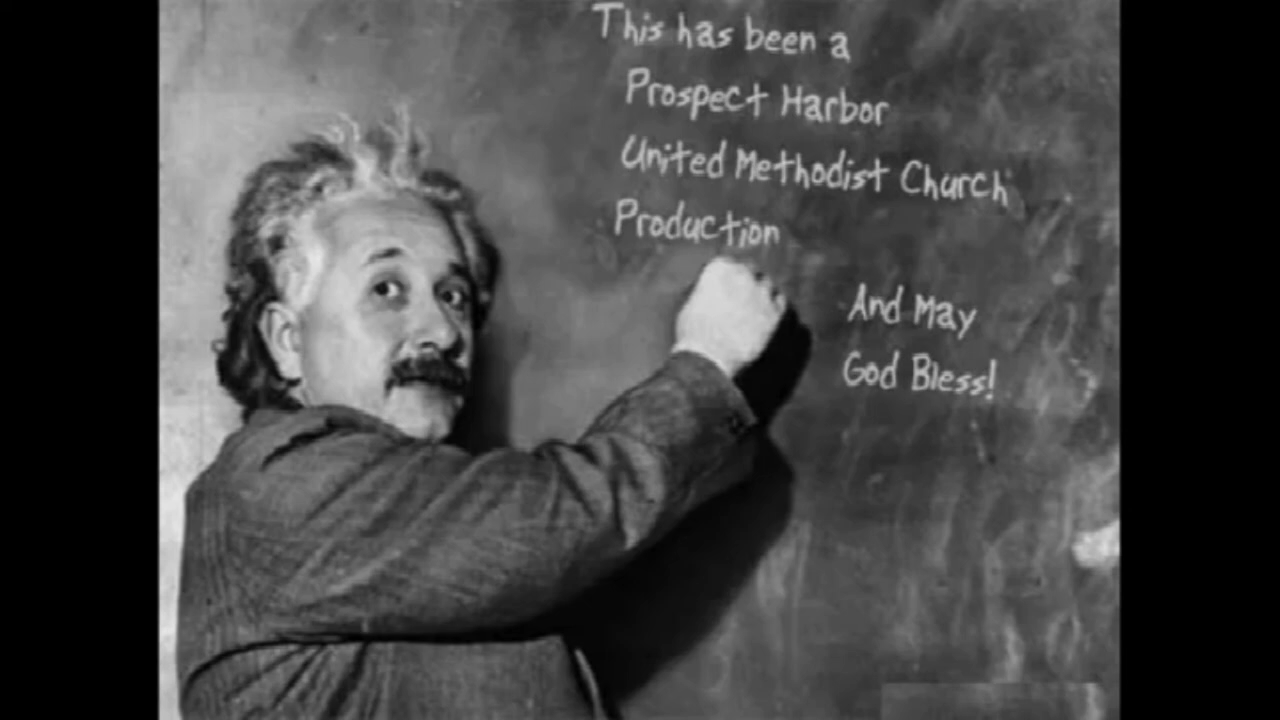 This has been a
Prospect Harbor
United Methodist Church
Production
And May
God Bless!